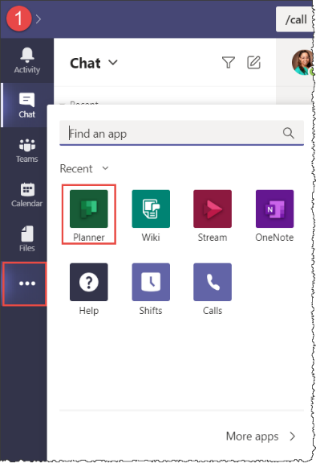 1
/call
Activity
Chat
Chat
Recent
Teams
Find an app
Recent
Calendar
Planner
Wiki
Stream
OneNote
N
Files
Help
?
Shifts
Calls
More apps